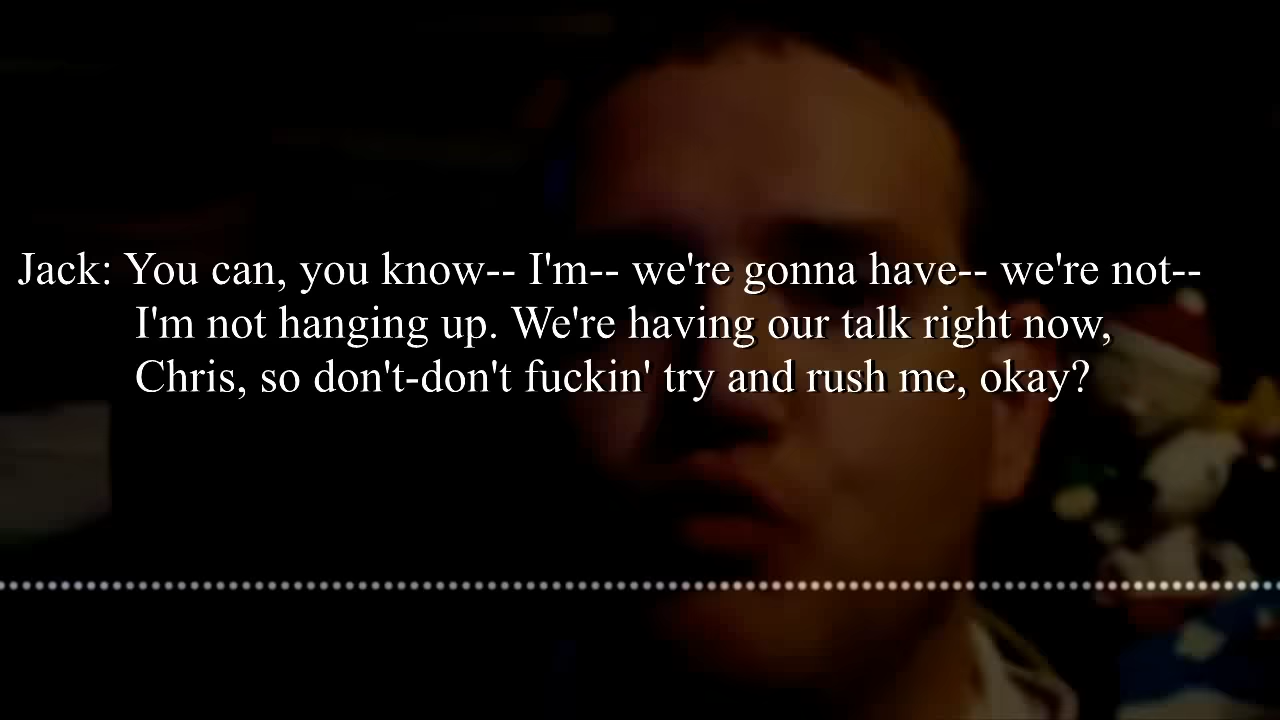 Jack: You can, you know-- I'm-- we're gonna have-- we're not--
I'm not hanging up. We're having our talk right now,
Chris, so don't-don't fuckin' try and rush me, okay?